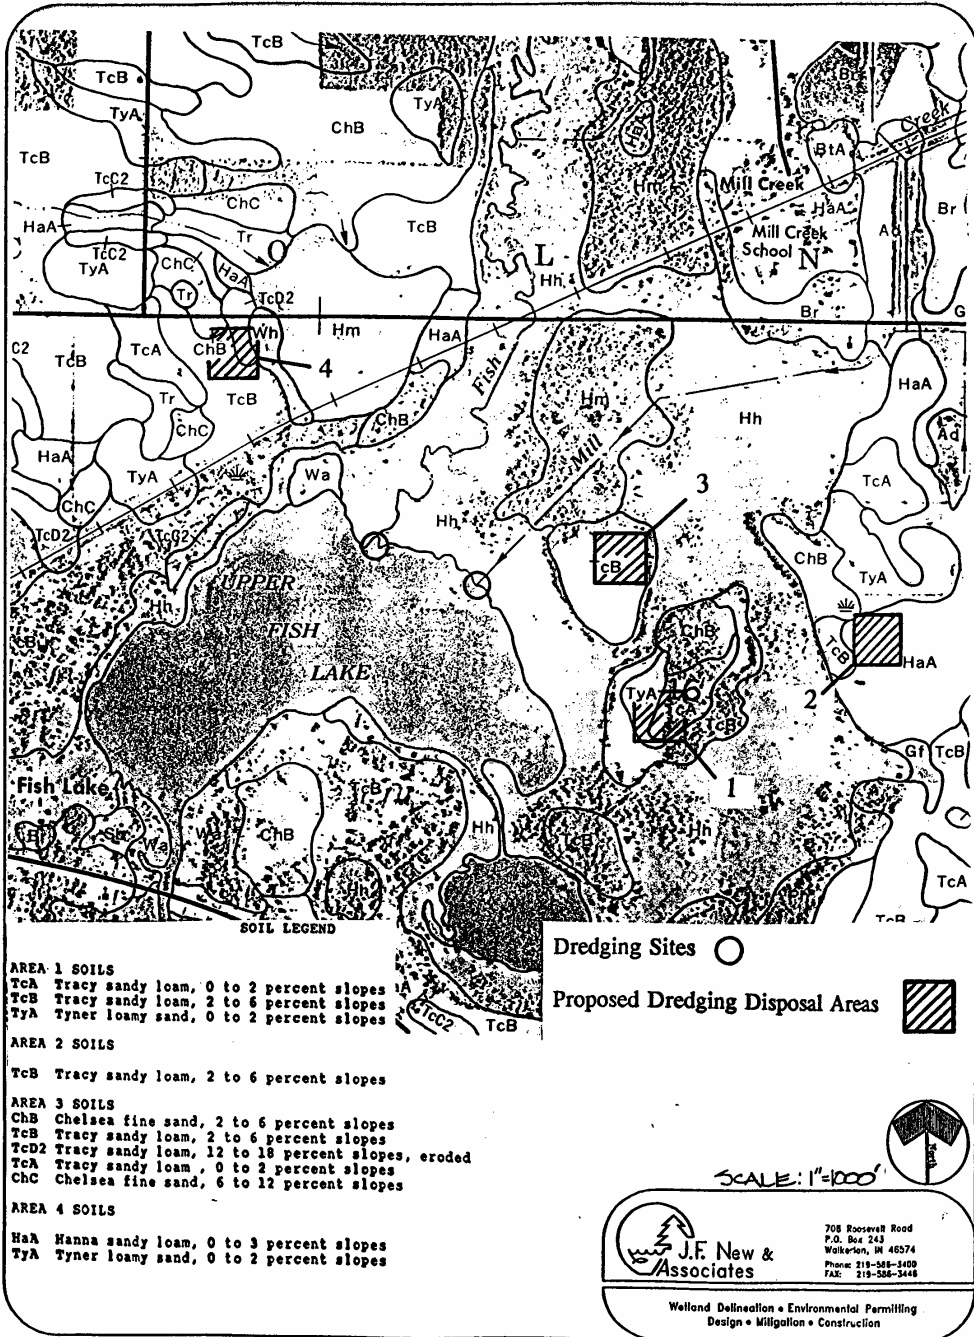 TcB
TcB
TyA
ChB
TyA
TcB
TcC2
ChC
HaA
Tr
TcC2
TyA
ChC
HaA
O
TcB
L
Hm
Mill Creek
Mill Creek
School
N
BtA
HaA
Creek
Br
Ad
Br
Hh
Tr
TcD2
Wh
Hm
HaA
Fish
G
C2
TcB
TcA
ChB
4
TcB
Tr
ChC
ChB
HaA
TyA
ChC
TcD2
TcC2
Wa
Hm
Mill
Hh
Hh
HaA
Ad
TcA
3
TcB
ChB
TyA
UPPER
FISH
LAKE
Hh
ChB
TyA
TcB
TcB
HaA
2
1
Gf
TcB
Fish Lake
Wa
Wa
ChB
TcB
Hh
TcB
Hh
Hh
TcA
TcB
TcC2
TcB
SOIL LEGEND
AREA 1 SOILS
TcA Tracy sandy loam, 0 to 2 percent slopes
TcB Tracy sandy loam, 2 to 6 percent slopes
TyA Tyner loamy sand, 0 to 2 percent slopes
AREA 2 SOILS
TcB Tracy sandy loam, 2 to 6 percent slopes
AREA 3 SOILS
ChB Chelsea fine sand, 2 to 6 percent slopes
TcB Tracy sandy loam, 2 to 6 percent slopes
TcD2 Tracy sandy loam, 12 to 18 percent slopes, eroded
TcA Tracy sandy loam , 0 to 2 percent slopes
ChC Chelsea fine sand, 6 to 12 percent slopes
AREA 4 SOILS
HaA Hanna sandy loam, 0 to 3 percent slopes
TyA Tyner loamy sand, 0 to 2 percent slopes
Dredging Sites
Proposed Dredging Disposal Areas
North
SCALE: 1"=1000'
J.F. New &
Associates
708 Roosevelt Road
P.O. Box 243
Walkerton, IN 46574
Phone: 219-586-3400
FAX: 219-586-3446
Wetland Delineation • Environmental Permitting
Design • Mitigation • Construction